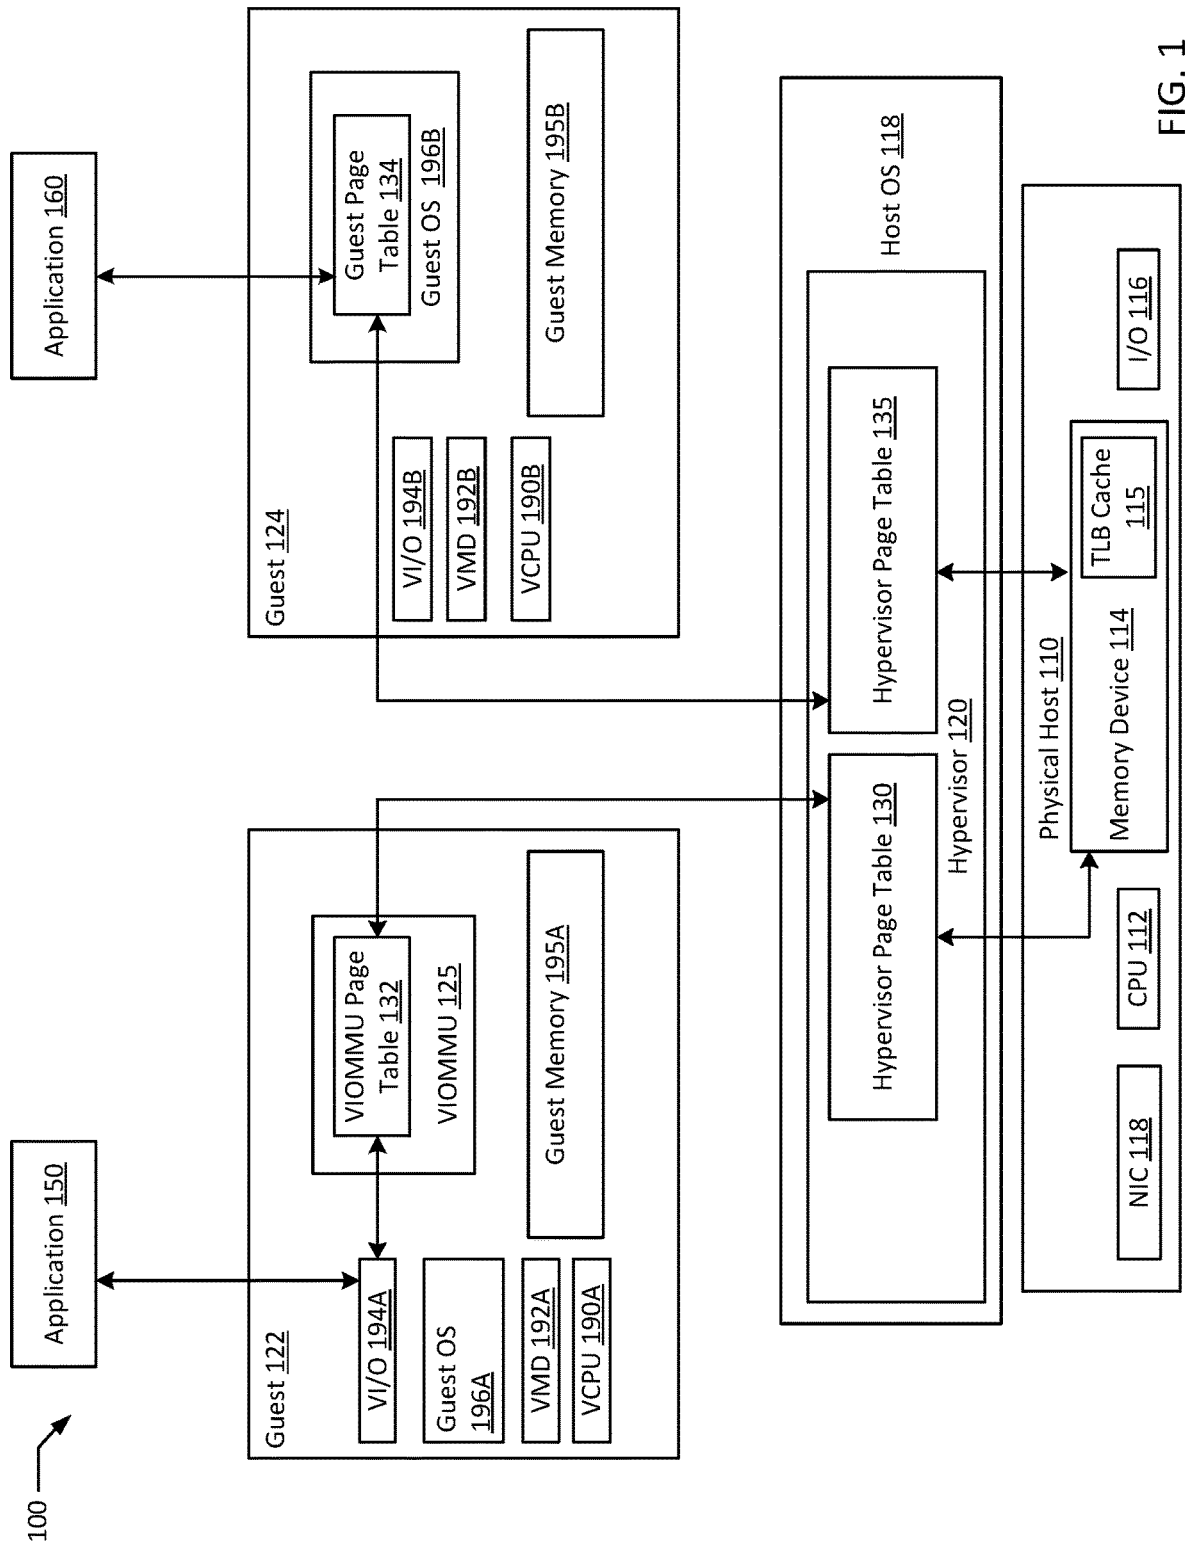 100
Application 150
Application 160
Guest 122
VI/O 194A
Guest OS
196A
VMD 192A
VCPU 190A
VIOMMU Page
Table 132
VIOMMU 125
Guest Memory 195A
Guest 124
VI/O 194B
VMD 192B
VCPU 190B
Guest Page
Table 134
Guest OS 196B
Guest Memory 195B
Host OS 118
Hypervisor Page Table 130
Hypervisor Page Table 135
Hypervisor 120
Physical Host 110
NIC 118
CPU 112
Memory Device 114
TLB Cache
115
I/O 116
FIG. 1